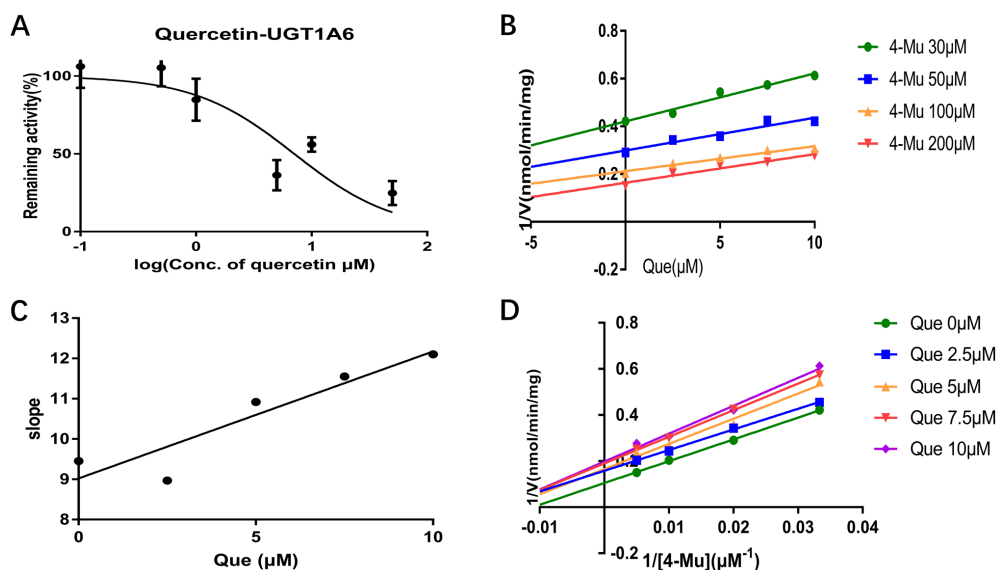 A
Quercetin-UGT1A6
100
50
0
-1
0
1
2
Remaining activity(%)
log(Conc. of quercetin µM)
B
0.8
0.6
0.4
0.2
-0.2
-5
5
10
1/V(nmol/min/mg)
Que(µM)
4-Mu 30µM
4-Mu 50µM
4-Mu 100µM
4-Mu 200µM
C
13
12
11
10
9
8
0
5
10
slope
Que (µM)
D
0.8
0.6
0.4
0.2
-0.2
-0.01
0.01
0.02
0.03
0.04
1/V(nmol/min/mg)
1/[4-Mu](µM⁻¹)
Que 0µM
Que 2.5µM
Que 5µM
Que 7.5µM
Que 10µM